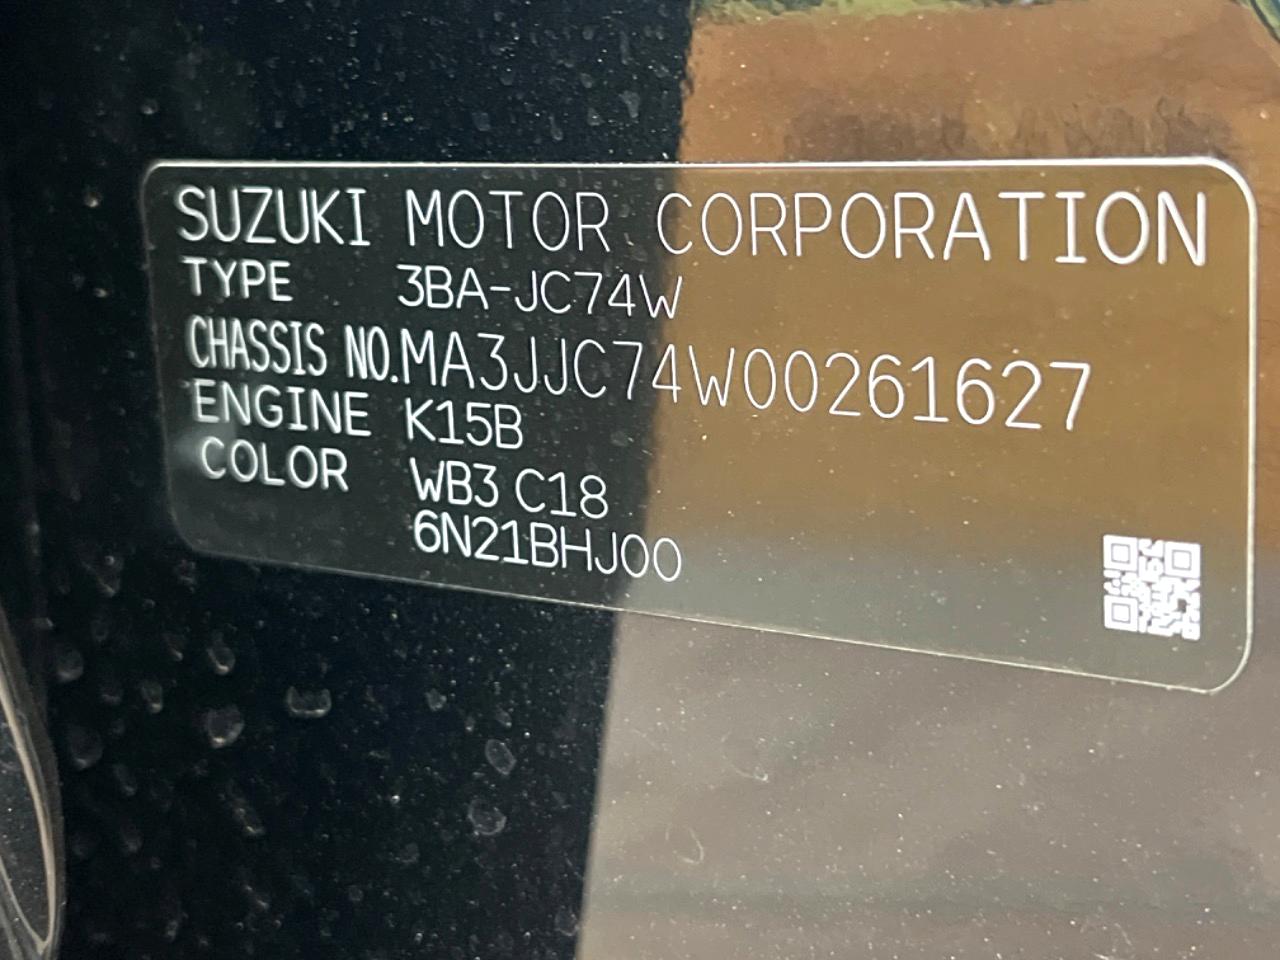 SUZUKI MOTOR CORPORATION
TYPE 3BA-JC74W
CHASSIS NO.MA3JJC74W00261627
ENGINE K15B
COLOR WB3 C18
6N21BHJ00